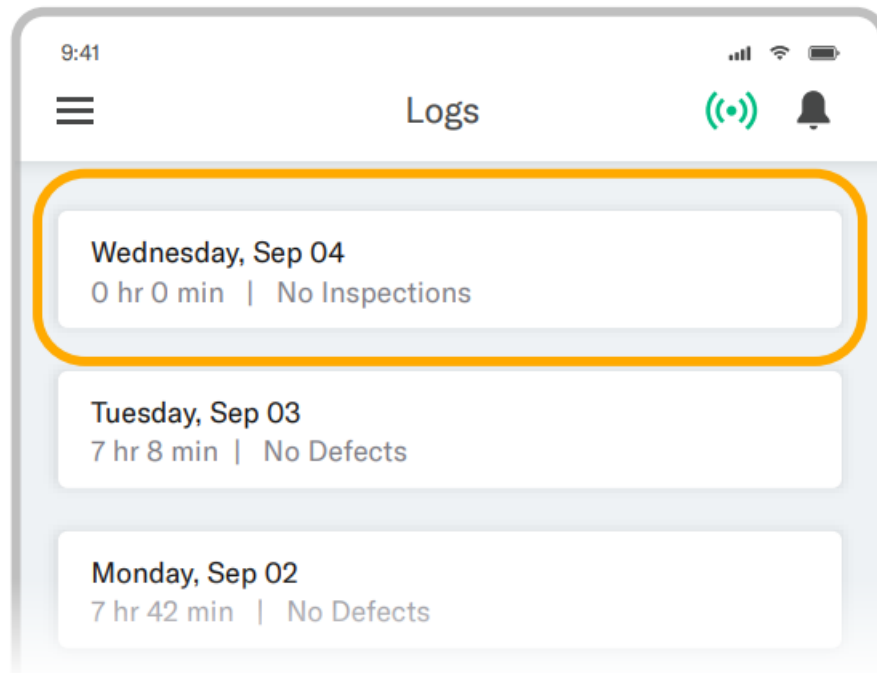 9:41
Logs
Wednesday, Sep 04
0 hr 0 min | No Inspections
Tuesday, Sep 03
7 hr 8 min | No Defects
Monday, Sep 02
7 hr 42 min | No Defects